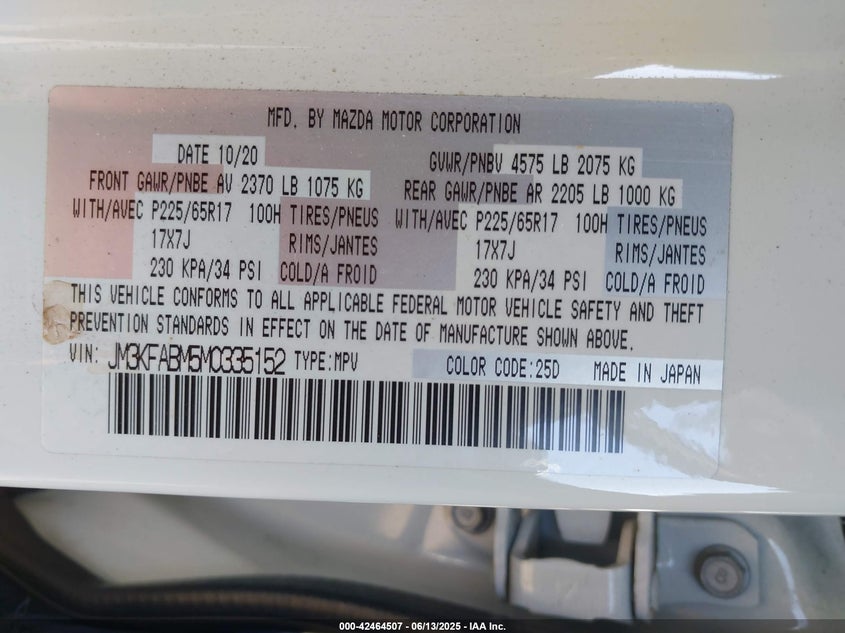 MFD. BY MAZDA MOTOR CORPORATION
DATE 10/20 GVWR/PNBV 4575 LB 2075 KG
FRONT GAWR/PNBE AV 2370 LB 1075 KG REAR GAWR/PNBE AR 2205 LB 1000 KG
WITH/AVEC P225/65R17 100H TIRES/PNEUS WITH/AVEC P225/65R17 100H TIRES/PNEUS
17X7J RIMS/JANTES 17X7J RIMS/JANTES
230 KPA/34 PSI COLD/A FROID 230 KPA/34 PSI COLD/A FROID
THIS VEHICLE CONFORMS TO ALL APPLICABLE FEDERAL MOTOR VEHICLE SAFETY AND THEFT
PREVENTION STANDARDS IN EFFECT ON THE DATE OF MANUFACTURE SHOWN ABOVE.
VIN: JM3KFABM5M0335152 TYPE:MPV COLOR CODE:25D MADE IN JAPAN
000-42464507 - 06/13/2025 - IAA Inc.